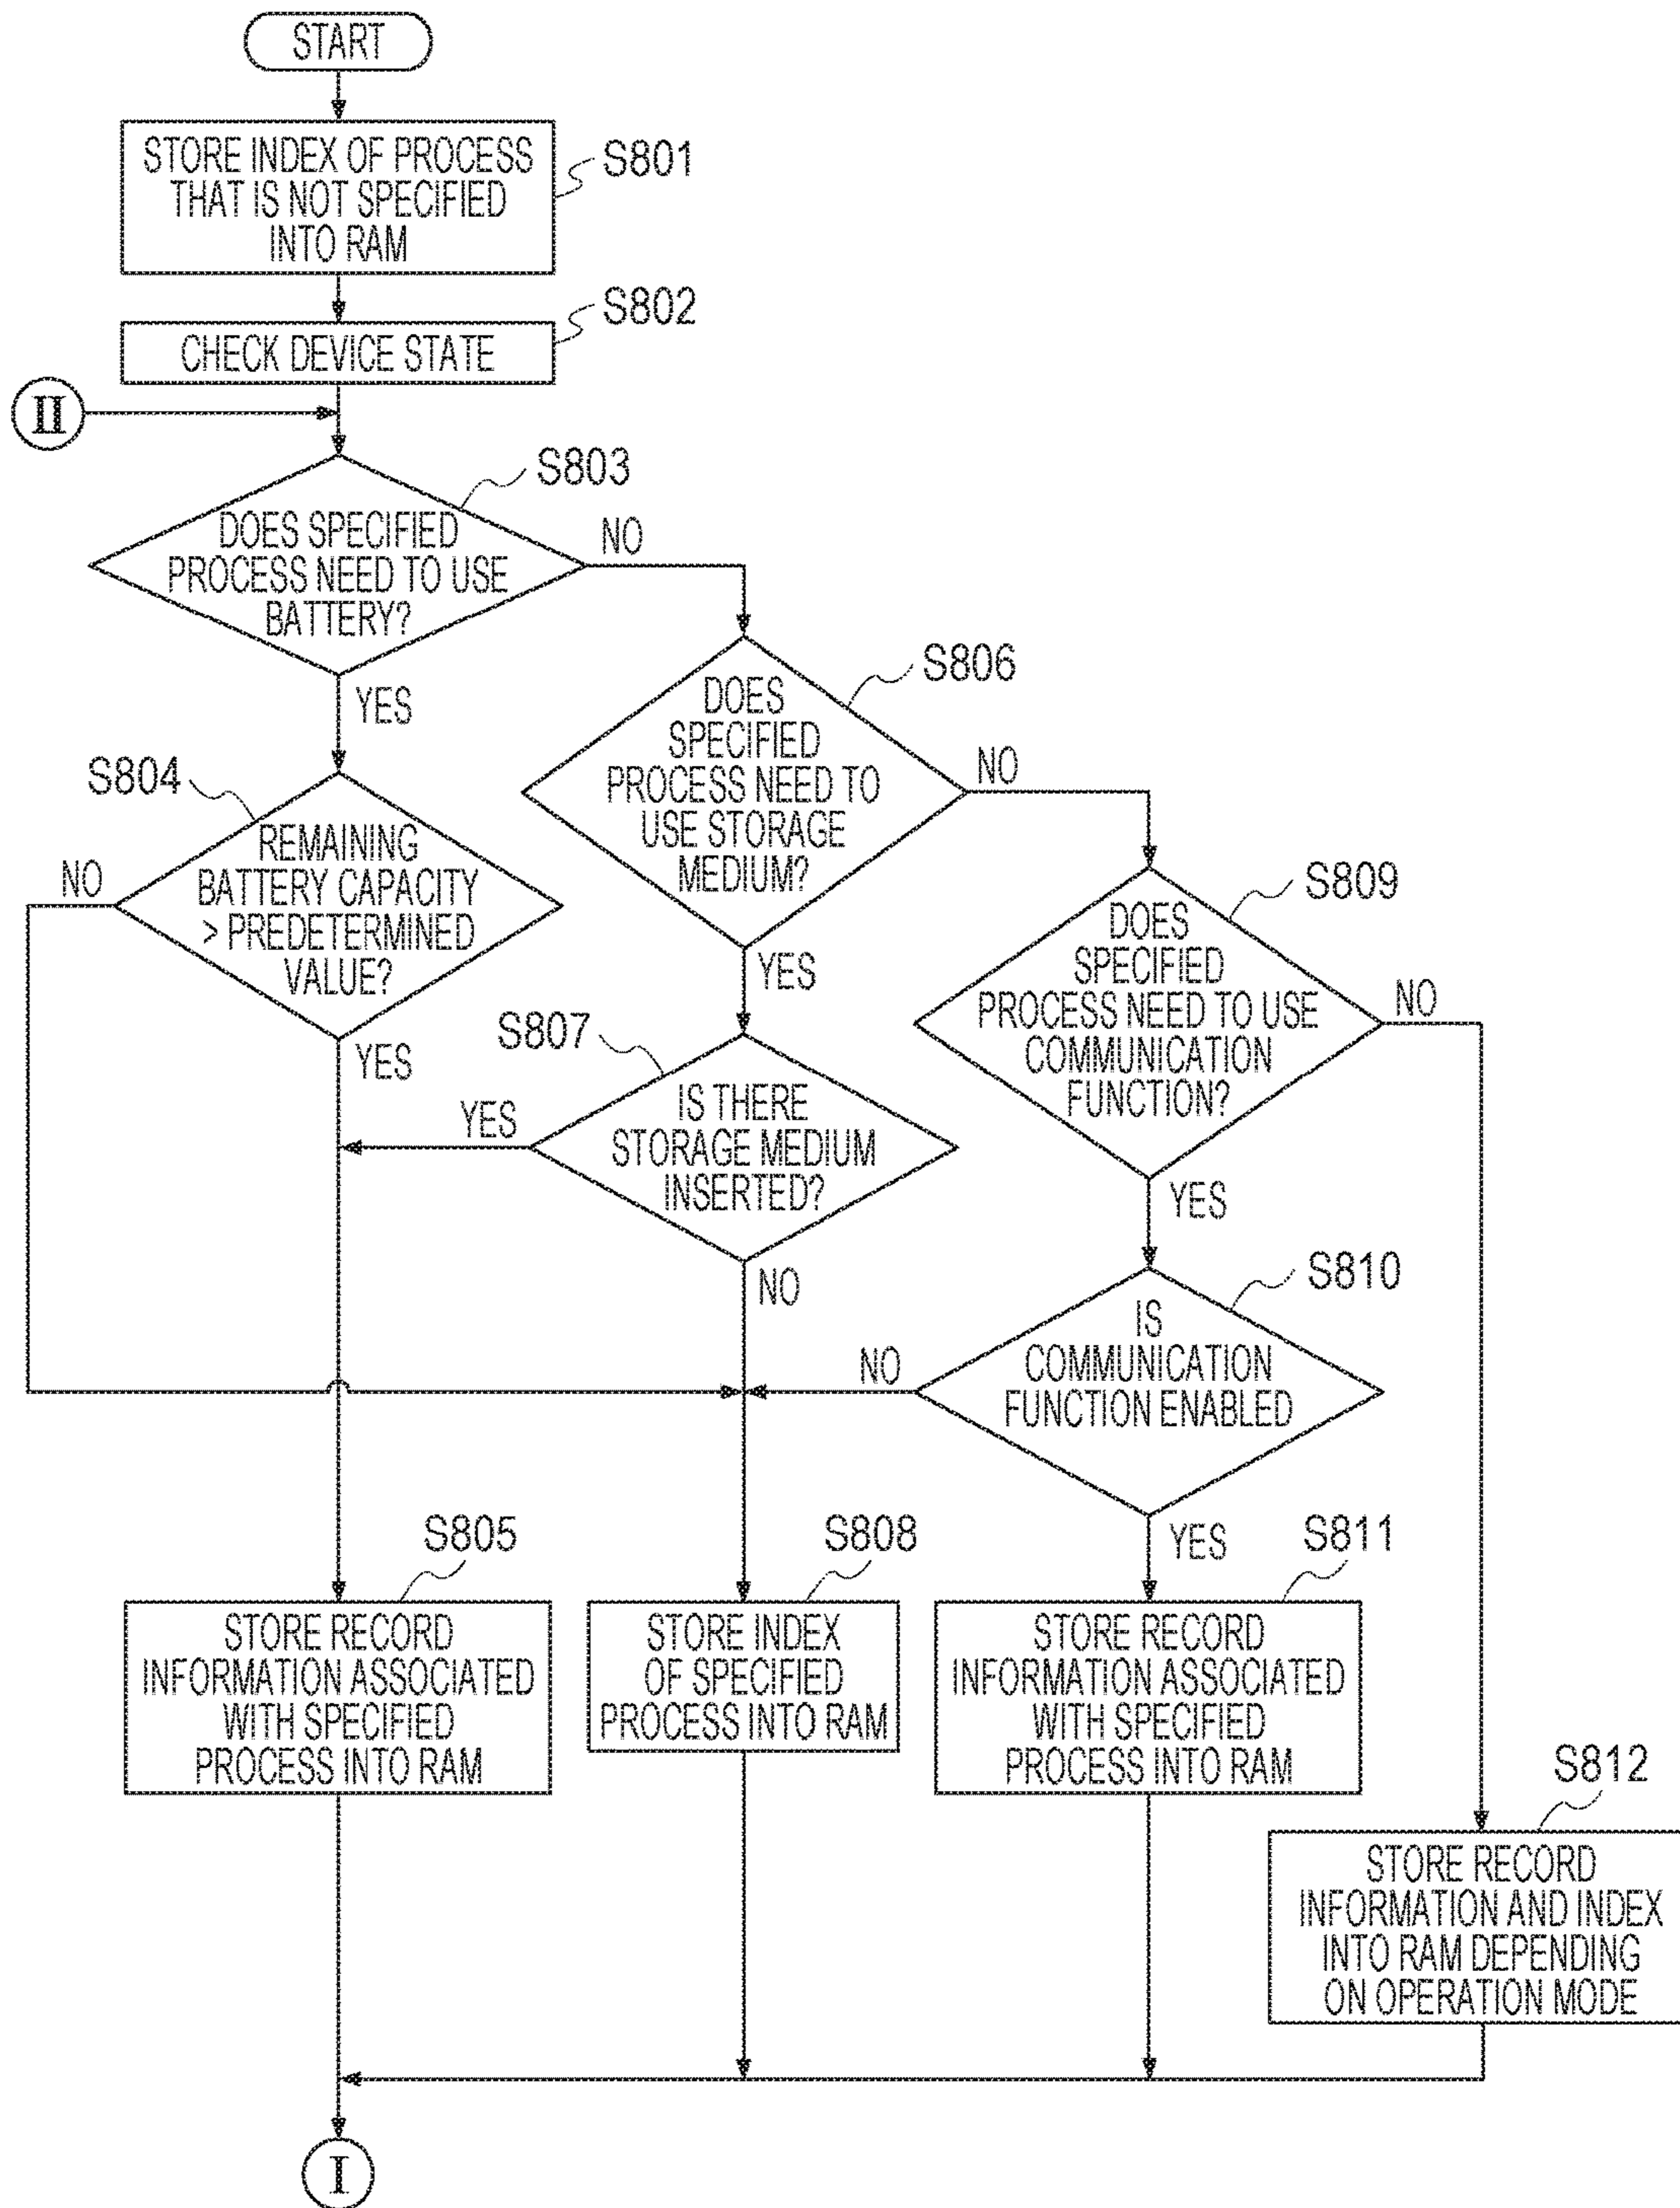 START
STORE INDEX OF PROCESS
THAT IS NOT SPECIFIED
INTO RAM
S801
S802
CHECK DEVICE STATE
II
S803
DOES SPECIFIED
PROCESS NEED TO USE
BATTERY?
NO
YES
S806
DOES
SPECIFIED
PROCESS NEED TO
USE STORAGE
MEDIUM?
NO
YES
S804
REMAINING
BATTERY CAPACITY
> PREDETERMINED
VALUE?
NO
YES
S809
DOES
SPECIFIED
PROCESS NEED TO USE
COMMUNICATION
FUNCTION?
NO
YES
S807
IS THERE
STORAGE MEDIUM
INSERTED?
YES
NO
S810
IS
COMMUNICATION
FUNCTION ENABLED
NO
YES
S805
STORE RECORD
INFORMATION ASSOCIATED
WITH SPECIFIED
PROCESS INTO RAM
S808
STORE INDEX
OF SPECIFIED
PROCESS INTO RAM
S811
STORE RECORD
INFORMATION ASSOCIATED
WITH SPECIFIED
PROCESS INTO RAM
S812
STORE RECORD
INFORMATION AND INDEX
INTO RAM DEPENDING
ON OPERATION MODE
I